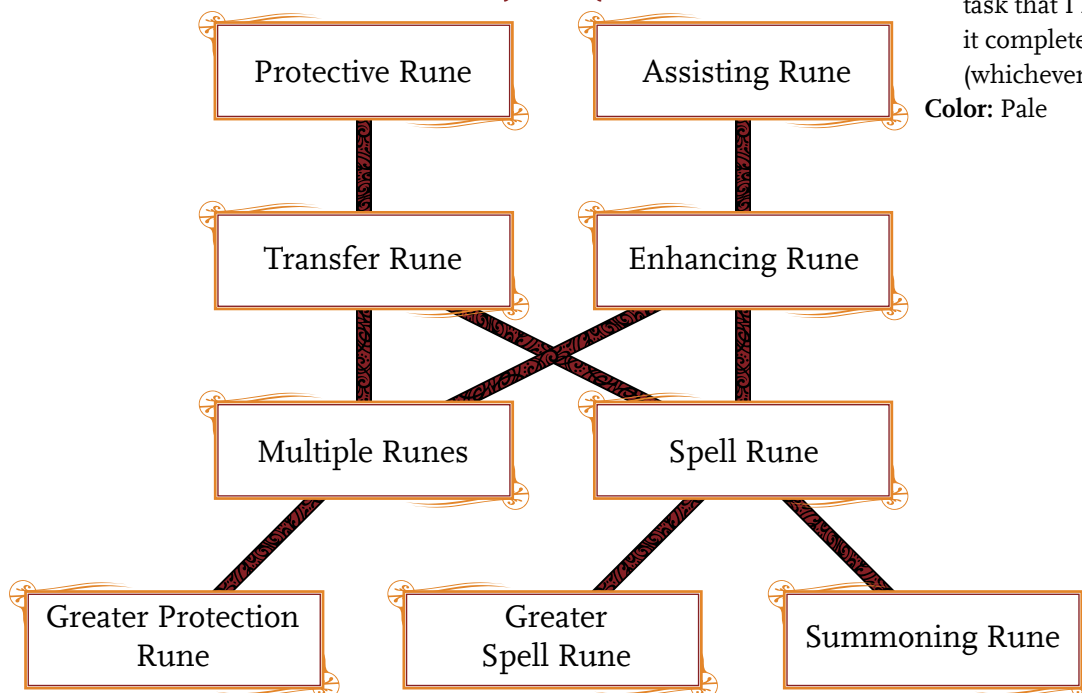 task that I
it complete
(whichever
Color: Pale
Protective Rune
Assisting Rune
Transfer Rune
Enhancing Rune
Multiple Runes
Spell Rune
Greater Protection
Rune
Greater
Spell Rune
Summoning Rune